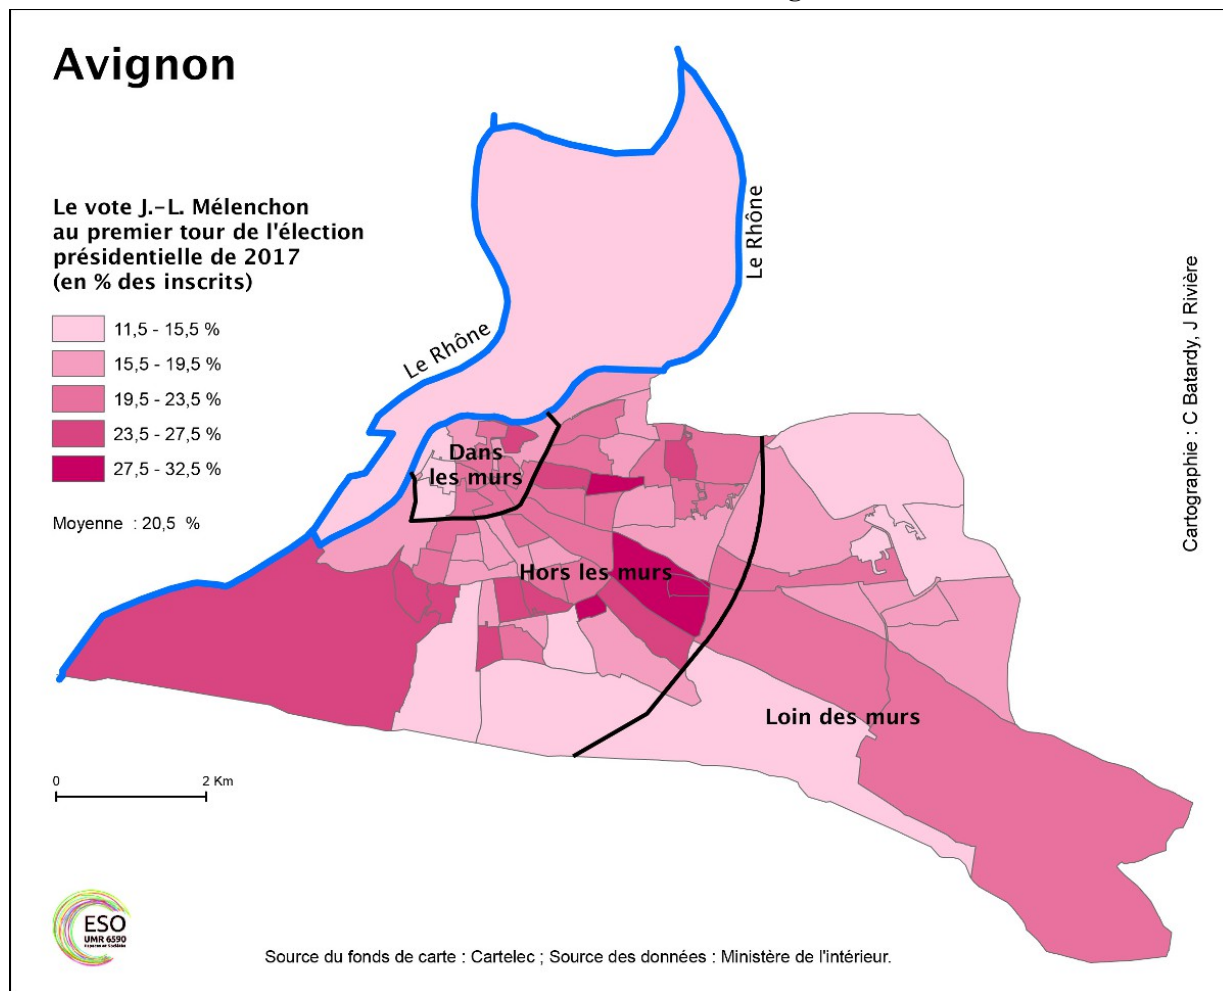 Avignon
Le vote J.-L. Mélenchon
au premier tour de l'élection
présidentielle de 2017
(en % des inscrits)
11,5 - 15,5 %
15,5 - 19,5 %
19,5 - 23,5 %
23,5 - 27,5 %
27,5 - 32,5 %
Moyenne : 20,5 %
Le Rhône
Le Rhône
Dans
les murs
Hors les murs
Loin des murs
Cartographie : C Batardy, J Rivière
0
2 Km
ESO
UMR 6590
Source du fonds de carte : Cartelec ; Source des données : Ministère de l'intérieur.